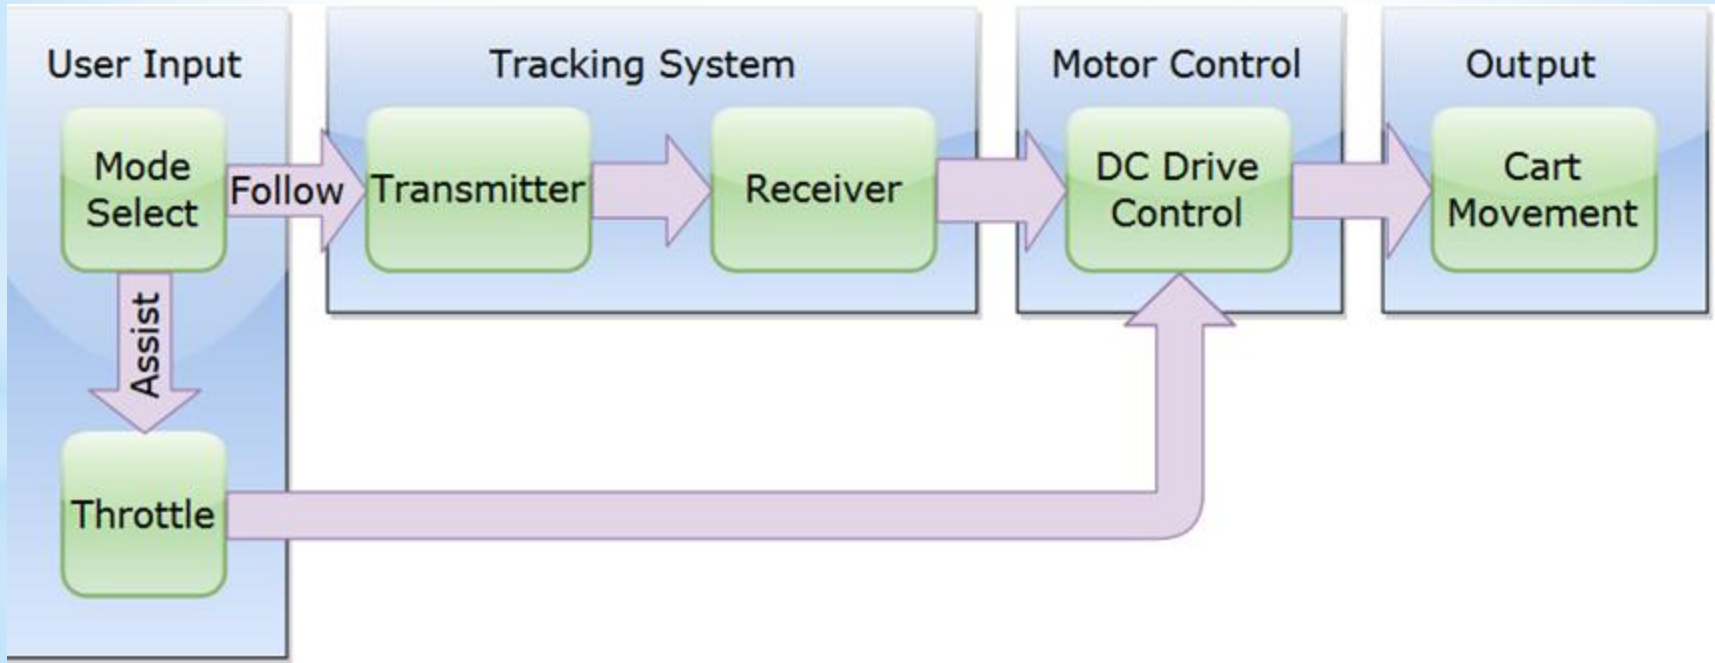 User Input
Tracking System
Motor Control
Output
Mode
Select
Follow
Transmitter
Receiver
DC Drive
Control
Cart
Movement
Assist
Throttle